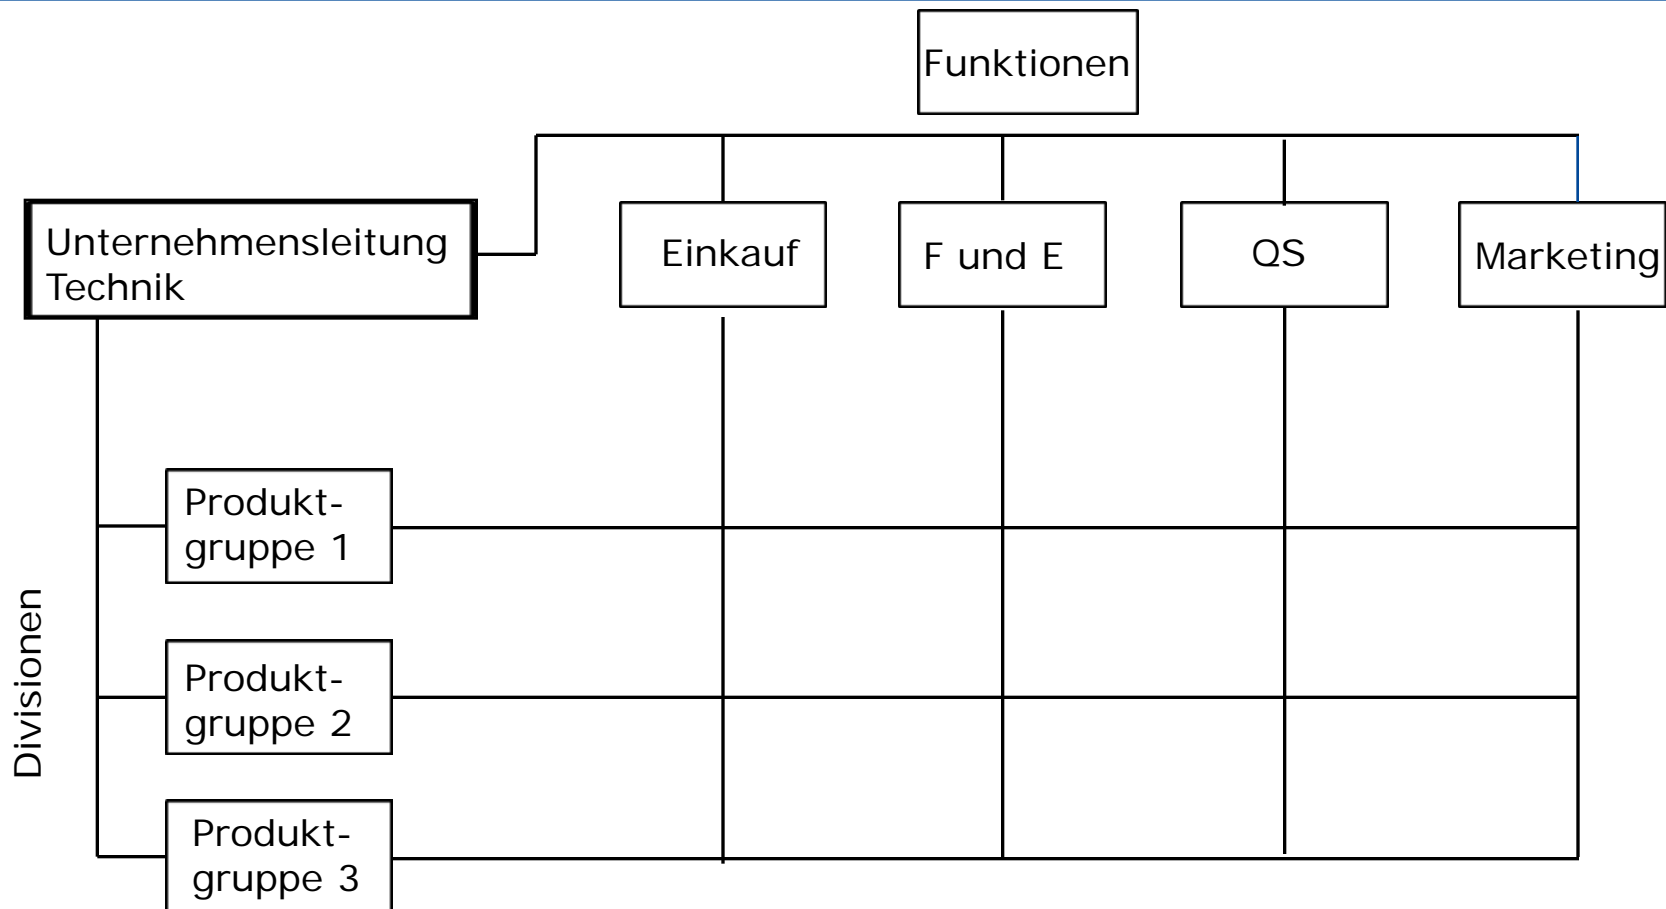 Funktionen
Unternehmensleitung
Technik
Einkauf
F und E
QS
Marketing
Produkt-
gruppe 1
Divisionen
Produkt-
gruppe 2
Produkt-
gruppe 3